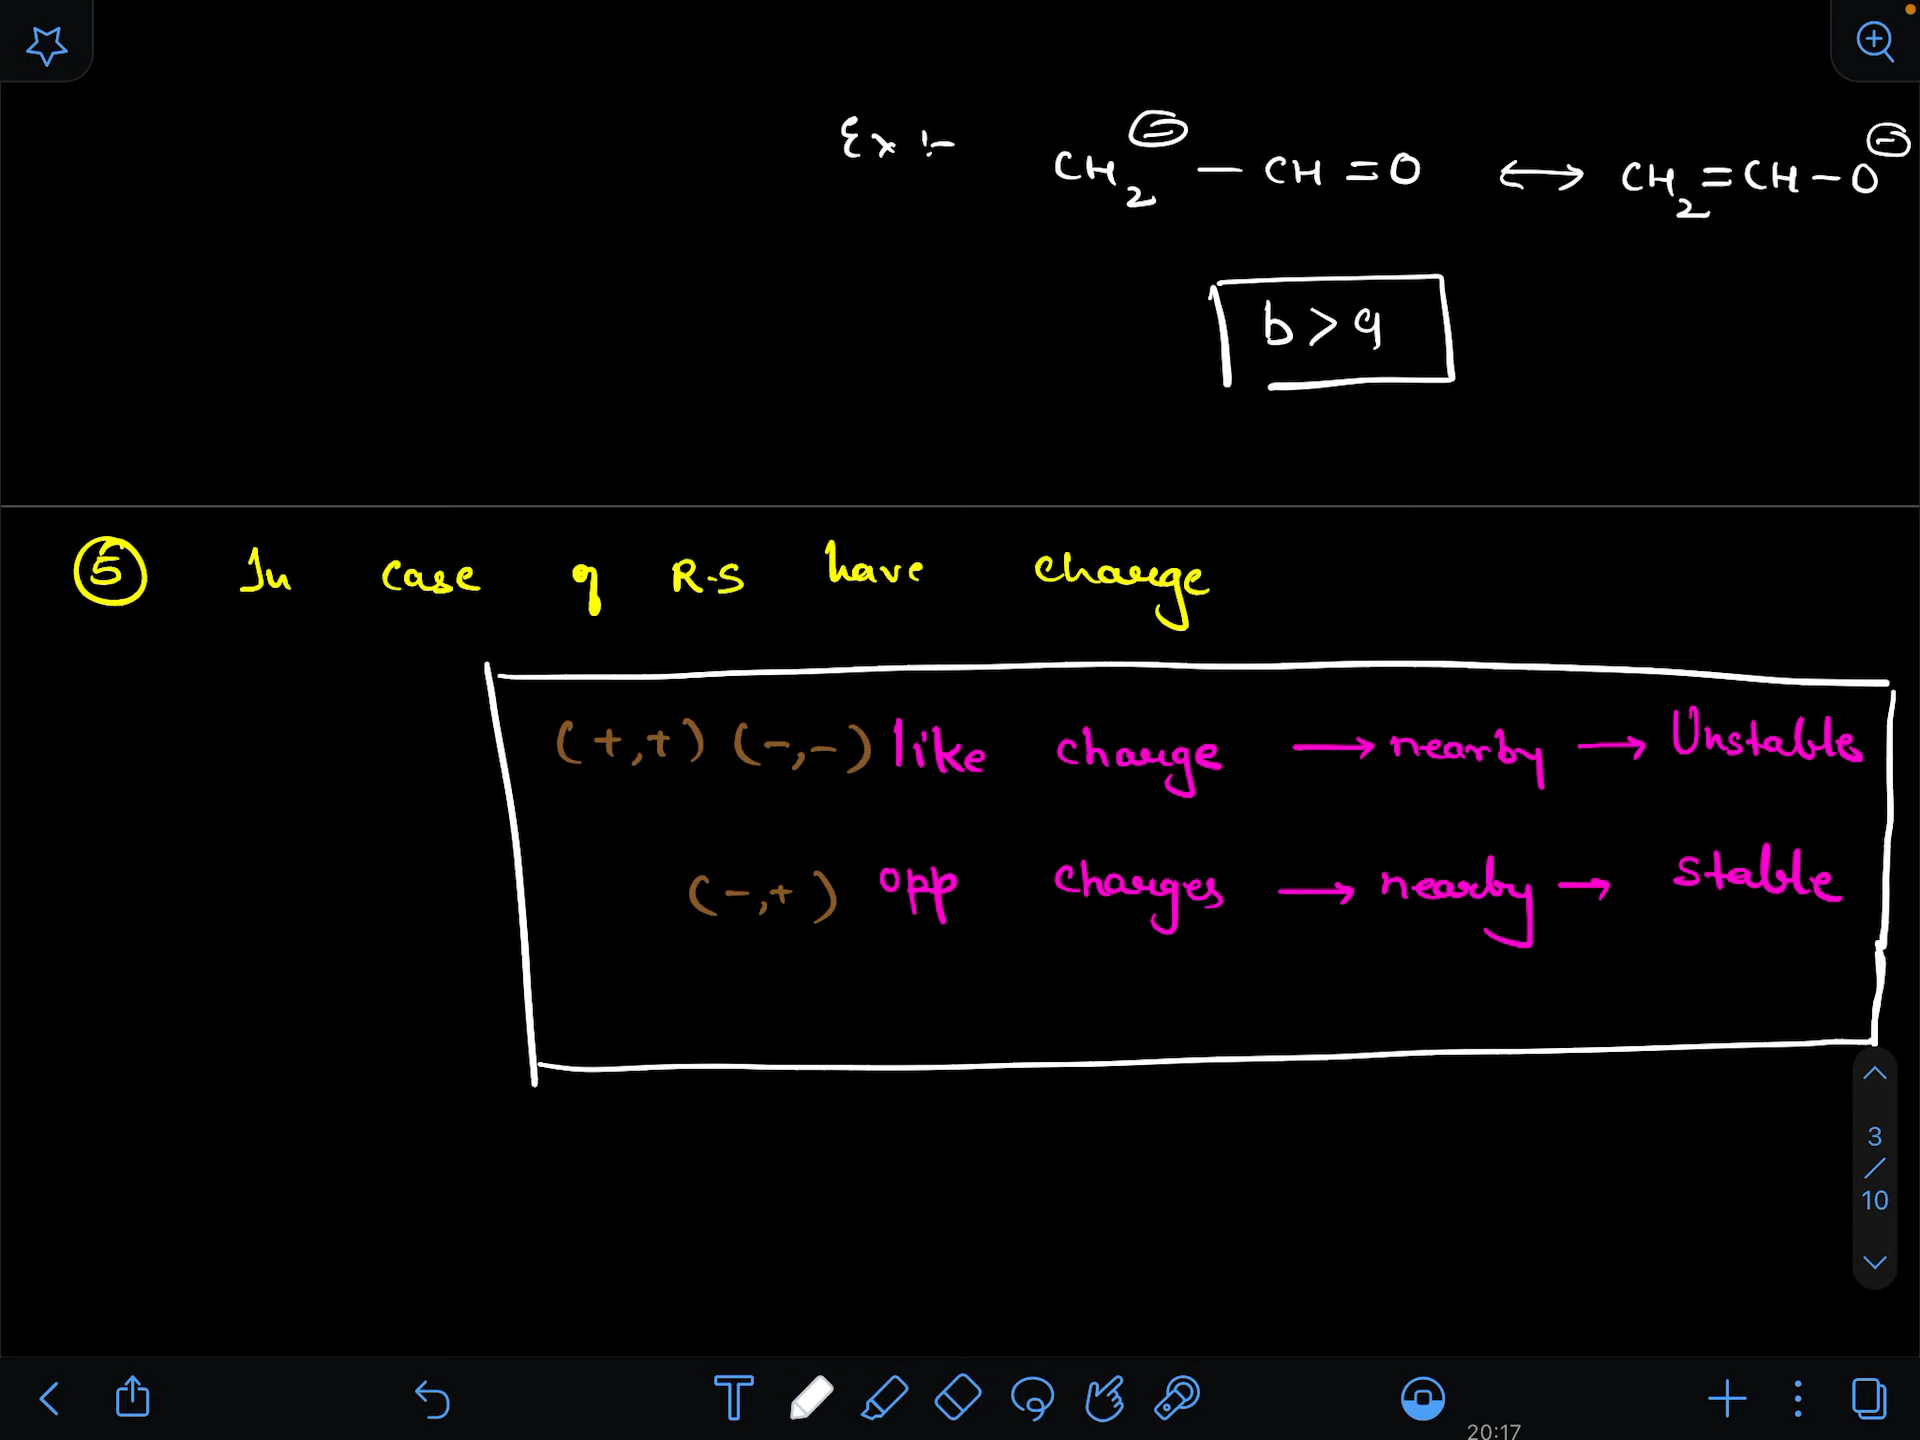 Ex :- CH₂⊖ — CH = O ⟷ CH₂ = CH – O⊖
b > a
⑤ In case of R-S have charge
(+,+) (-,-) like charge → nearby → Unstable
(-,+) opp charges → nearby → stable
3
/
10
T
20:17